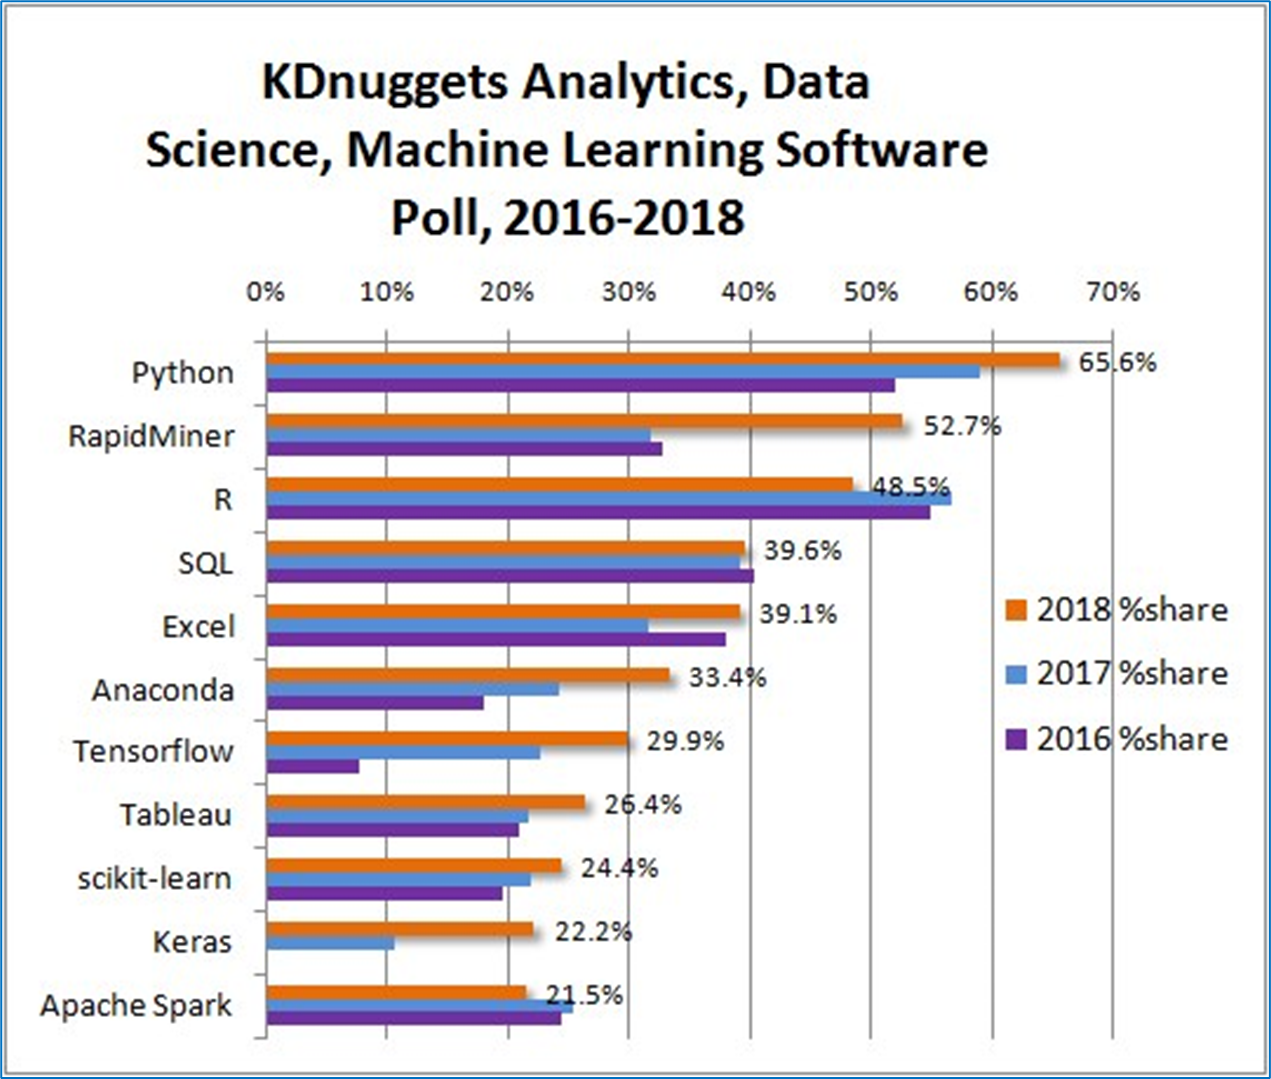 KDnuggets Analytics, Data
Science, Machine Learning Software
Poll, 2016-2018
0% 10% 20% 30% 40% 50% 60% 70%
Python 65.6%
RapidMiner 52.7%
R 48.5%
SQL 39.6%
Excel 39.1%
2018 %share
Anaconda 33.4%
2017 %share
Tensorflow 29.9%
2016 %share
Tableau 26.4%
scikit-learn 24.4%
Keras 22.2%
Apache Spark 21.5%